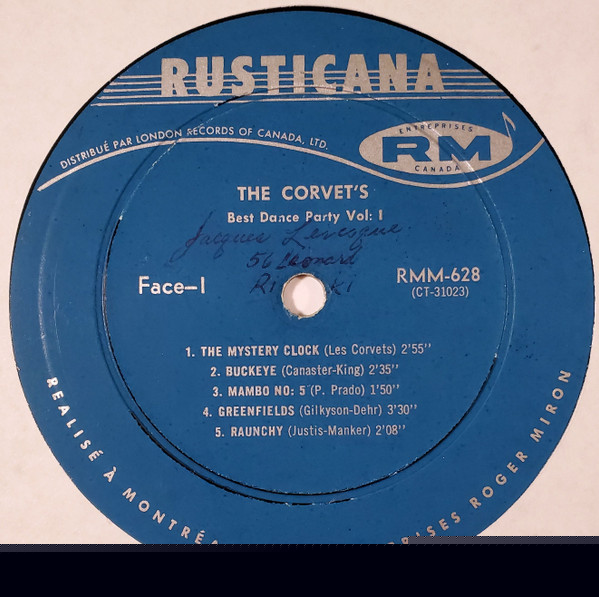 RUSTICANA
DISTRIBUÉ PAR LONDON RECORDS OF CANADA, LTD.
ENTREPRISES
RM
CANADA
THE CORVET'S
Best Dance Party Vol: I
Jacques Levesque
56 Léonard
Face-I
RMM-628
(CT-31023)
1. THE MYSTERY CLOCK (Les Corvets) 2'55"
2. BUCKEYE (Canaster-King) 2'35"
3. MAMBO NO: 5 (P. Prado) 1'50"
4. GREENFIELDS (Gilkyson-Dehr) 3'30"
5. RAUNCHY (Justis-Manker) 2'08"
REALISÉ À MONTRÉA
PRISES ROGER MIRON